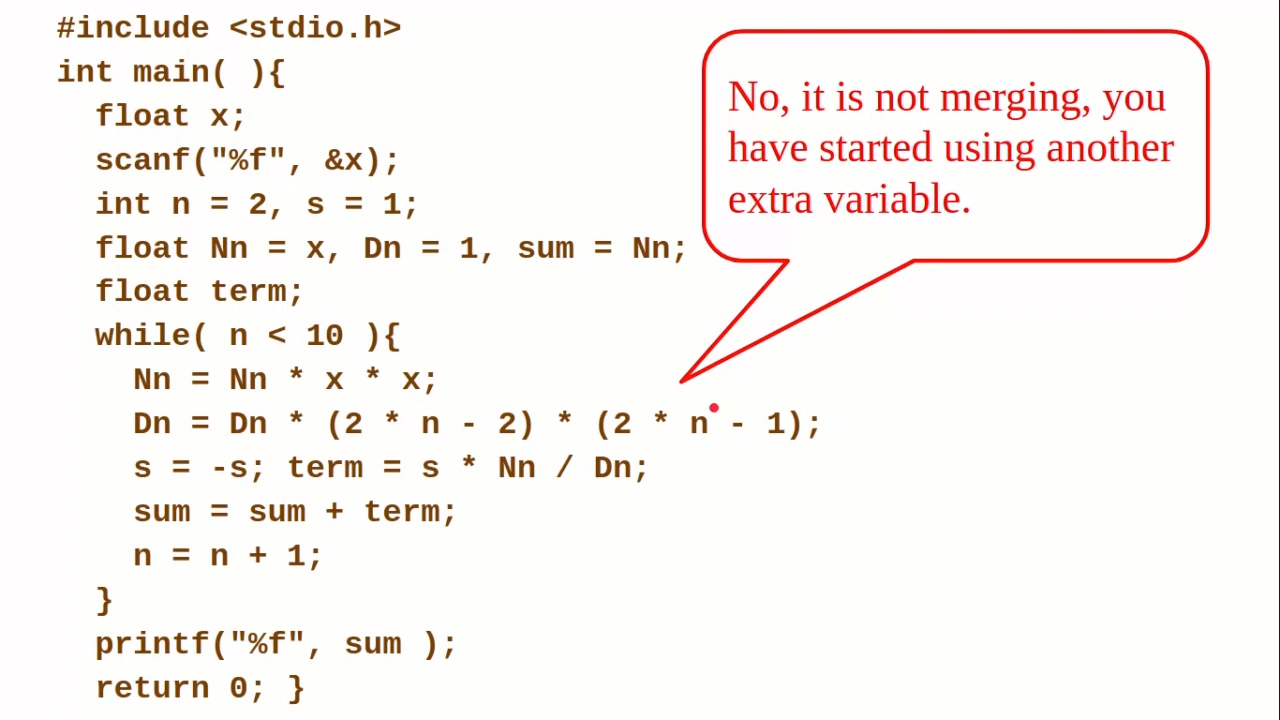 #include <stdio.h>
int main( ){
float x;
scanf("%f", &x);
int n = 2, s = 1;
float Nn = x, Dn = 1, sum = Nn;
float term;
while( n < 10 ){
Nn = Nn * x * x;
Dn = Dn * (2 * n - 2) * (2 * n - 1);
s = -s; term = s * Nn / Dn;
sum = sum + term;
n = n + 1;
}
printf("%f", sum );
return 0; }
No, it is not merging, you
have started using another
extra variable.